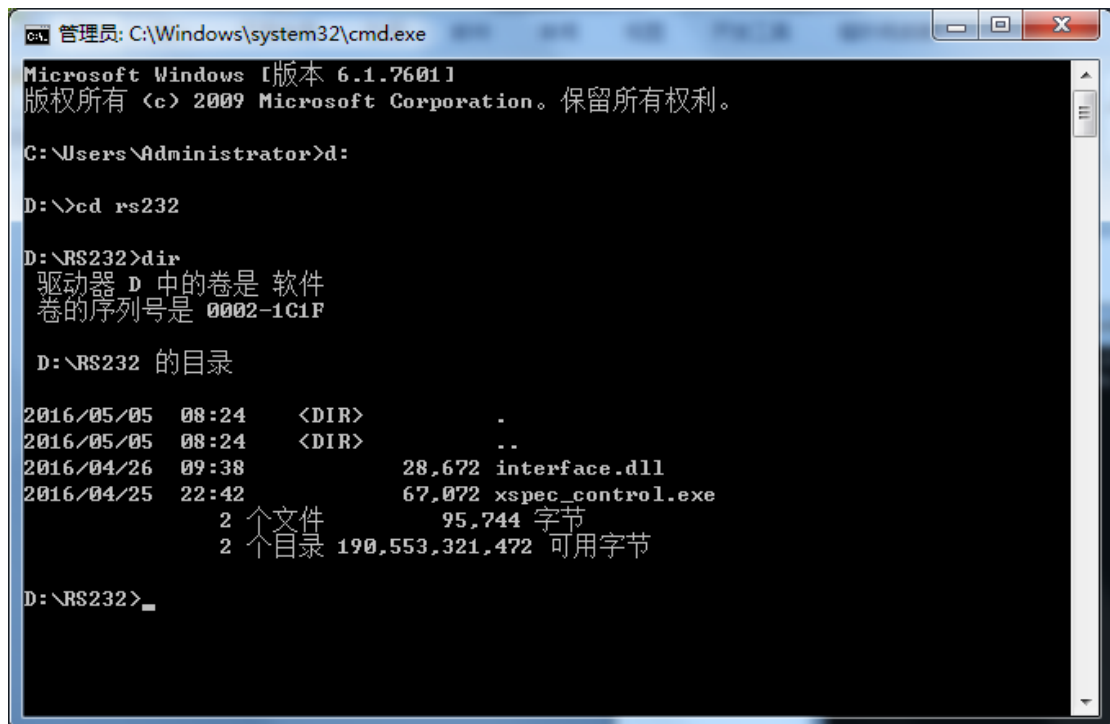 管理员: C:\Windows\system32\cmd.exe
Microsoft Windows [版本 6.1.7601]
版权所有 (c) 2009 Microsoft Corporation。保留所有权利。
C:\Users\Administrator>d:
D:\>cd rs232
D:\RS232>dir
驱动器 D 中的卷是 软件
卷的序列号是 0002-1C1F
D:\RS232 的目录
2016/05/05  08:24    <DIR>          .
2016/05/05  08:24    <DIR>          ..
2016/04/26  09:38            28,672 interface.dll
2016/04/25  22:42            67,072 xspec_control.exe
2 个文件         95,744 字节
2 个目录 190,553,321,472 可用字节
D:\RS232>_